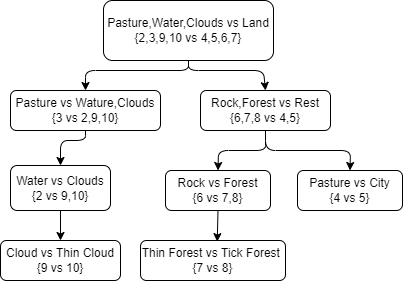 Pasture,Water,Clouds vs Land
{2,3,9,10 vs 4,5,6,7}
Pasture vs Wature,Clouds
{3 vs 2,9,10}
Rock,Forest vs Rest
{6,7,8 vs 4,5}
Water vs Clouds
{2 vs 9,10}
Rock vs Forest
{6 vs 7,8}
Pasture vs City
{4 vs 5}
Cloud vs Thin Cloud
{9 vs 10}
Thin Forest vs Tick Forest
{7 vs 8}